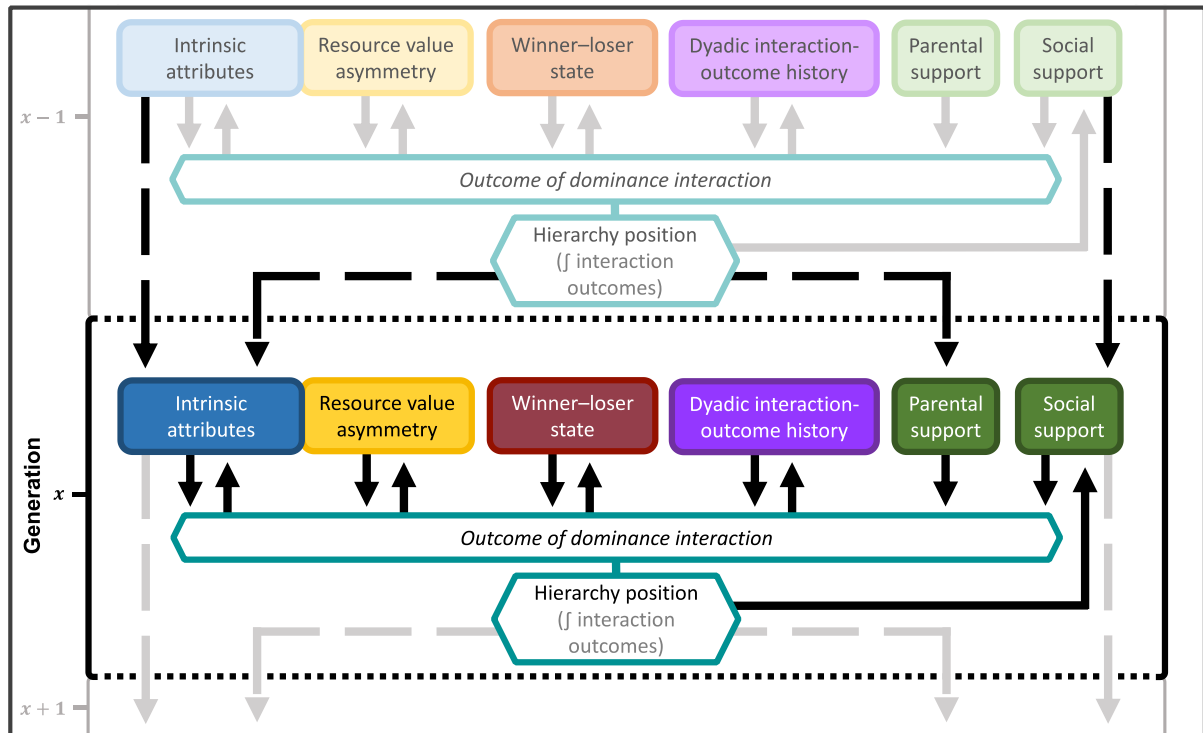 Intrinsic
attributes
Resource value
asymmetry
Winner–loser
state
Dyadic interaction-
outcome history
Parental
support
Social
support
x − 1
Outcome of dominance interaction
Hierarchy position
(∫ interaction
outcomes)
Intrinsic
attributes
Resource value
asymmetry
Winner–loser
state
Dyadic interaction-
outcome history
Parental
support
Social
support
Generation
x
Outcome of dominance interaction
Hierarchy position
(∫ interaction
outcomes)
x + 1